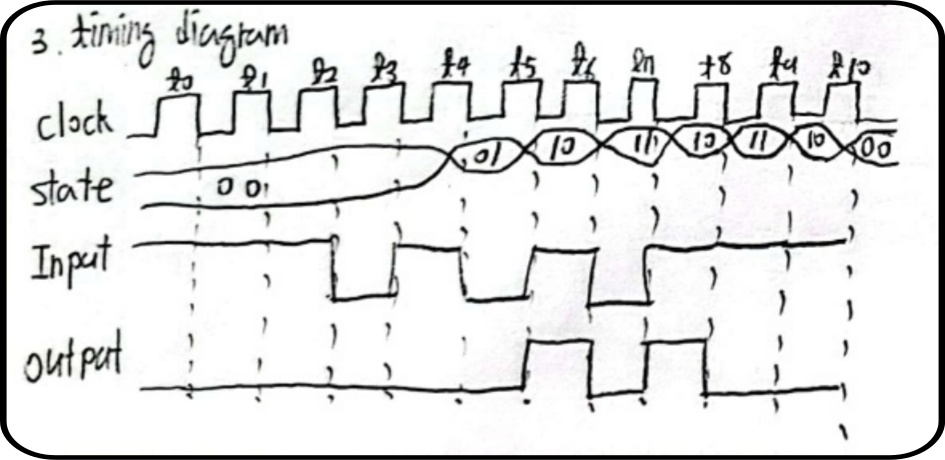 3. timing diagram
t0 t1 t2 t3 t4 t5 t6 t7 t8 t9 t10
Clock
state 00 01 10 11 10 11 10 00
Input
output